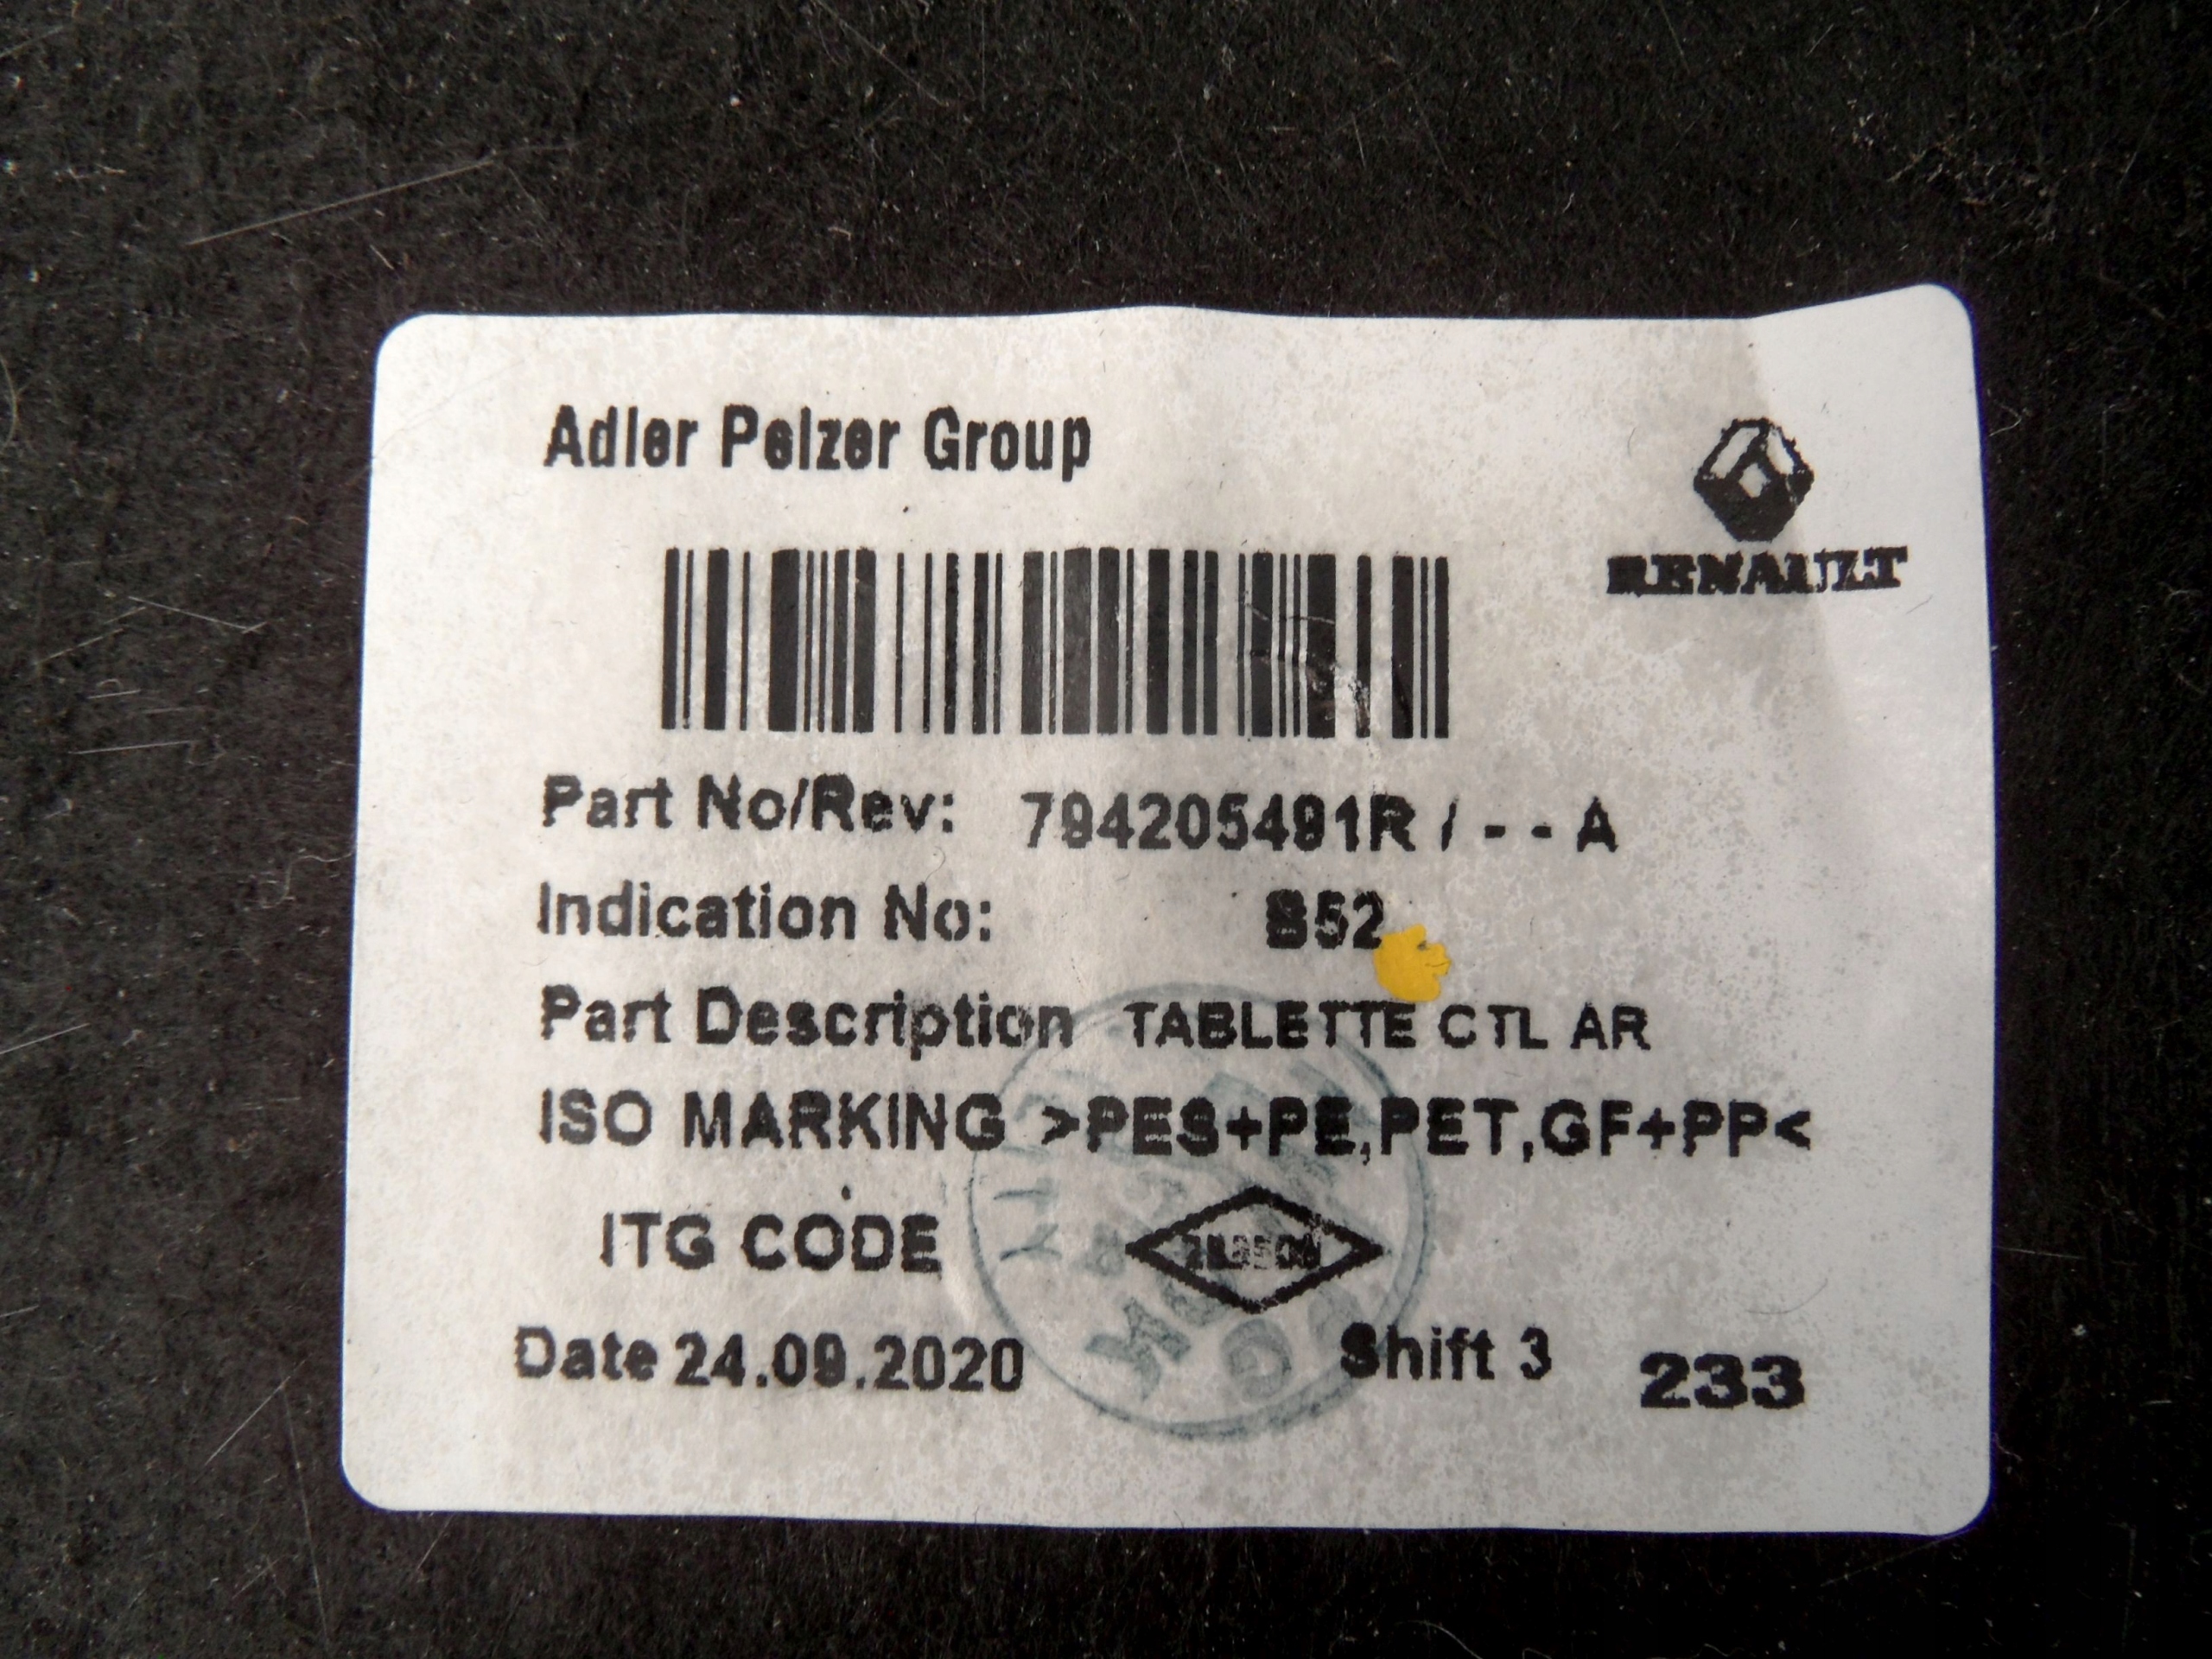 Adler Pelzer Group
RENAULT
Part No/Rev: 794205491R / - - A
Indication No: 852
Part Description TABLETTE CTL AR
ISO MARKING >PES+PE,PET,GF+PP<
ITG CODE
Date 24.09.2020 Shift 3 233